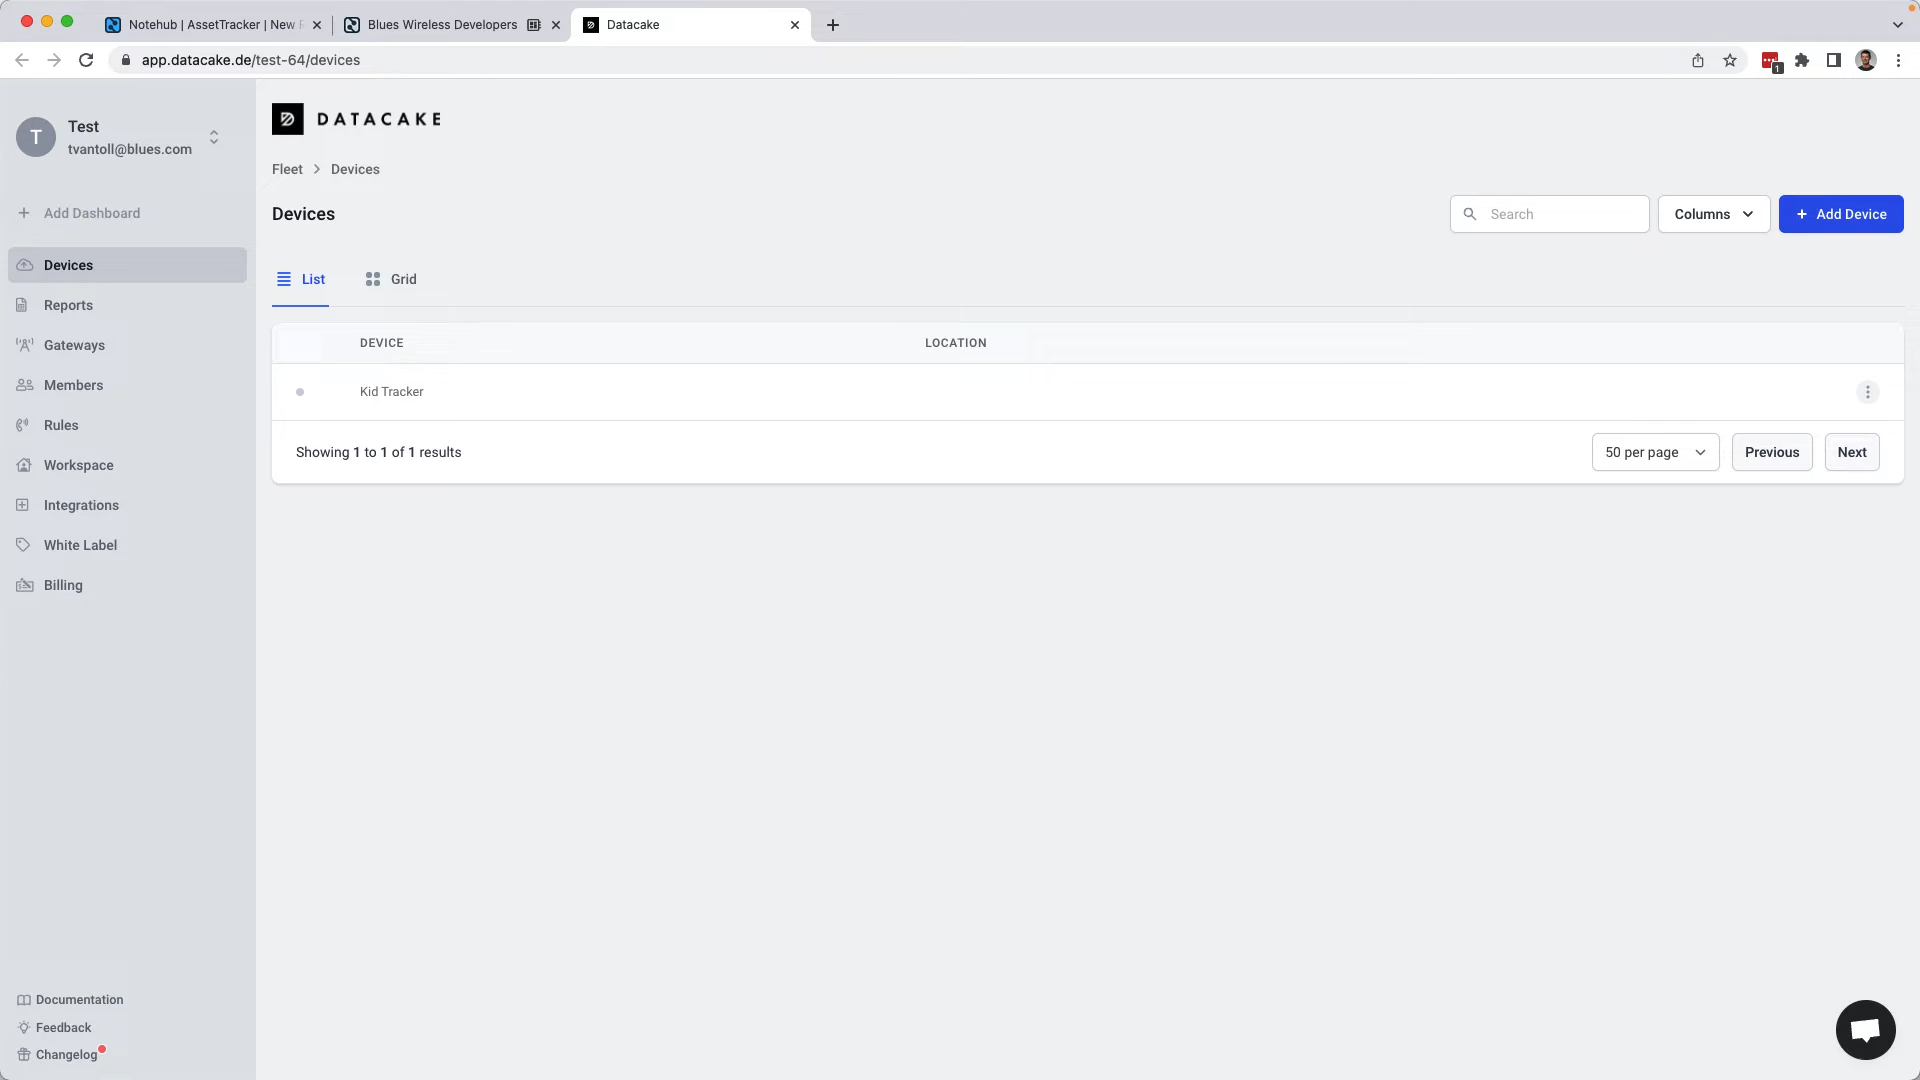 Notehub | AssetTracker | New
Blues Wireless Developers
Datacake
app.datacake.de/test-64/devices
1
T
Test
tvantoll@blues.com
Add Dashboard
Devices
Reports
Gateways
Members
Rules
Workspace
Integrations
White Label
Billing
Documentation
Feedback
Changelog
DATACAKE
Fleet > Devices
Devices
Search
Columns
+ Add Device
List
Grid
DEVICE LOCATION
Kid Tracker
Showing 1 to 1 of 1 results
50 per page
Previous
Next